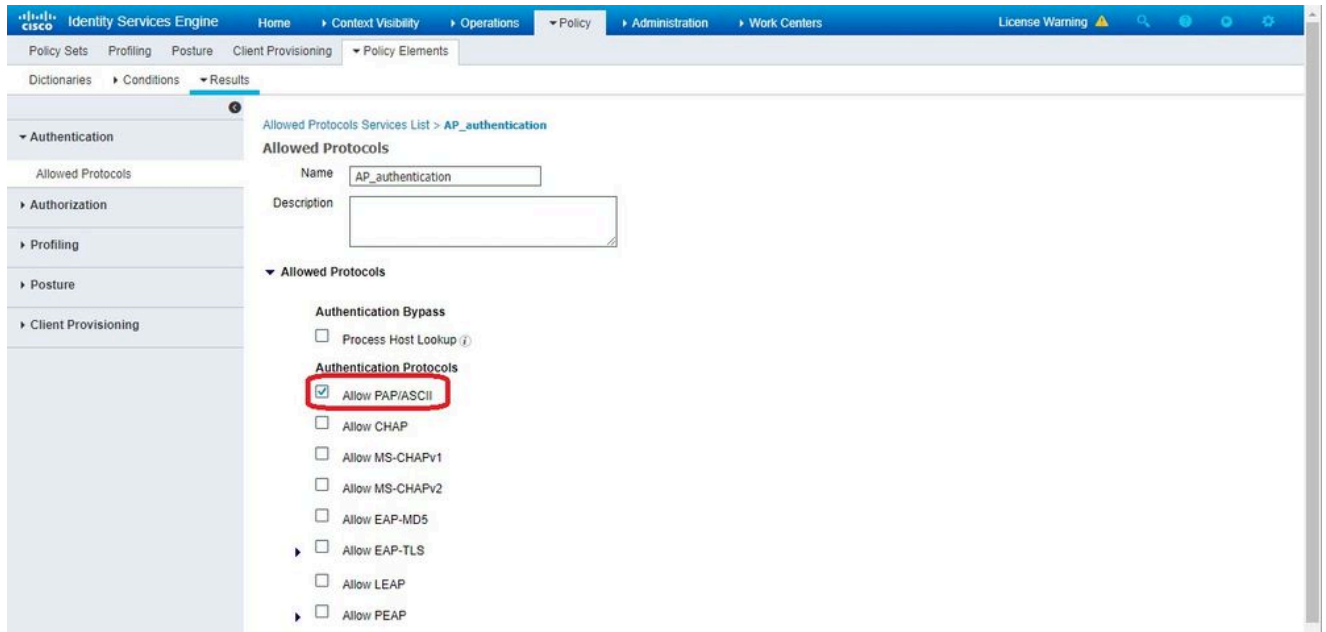 cisco Identity Services Engine Home Context Visibility Operations Policy Administration Work Centers License Warning
Policy Sets Profiling Posture Client Provisioning Policy Elements
Dictionaries Conditions Results
Authentication
Allowed Protocols
Authorization
Profiling
Posture
Client Provisioning
Allowed Protocols Services List > AP_authentication
Allowed Protocols
Name AP_authentication
Description
Allowed Protocols
Authentication Bypass
Process Host Lookup
Authentication Protocols
Allow PAP/ASCII
Allow CHAP
Allow MS-CHAPv1
Allow MS-CHAPv2
Allow EAP-MD5
Allow EAP-TLS
Allow LEAP
Allow PEAP